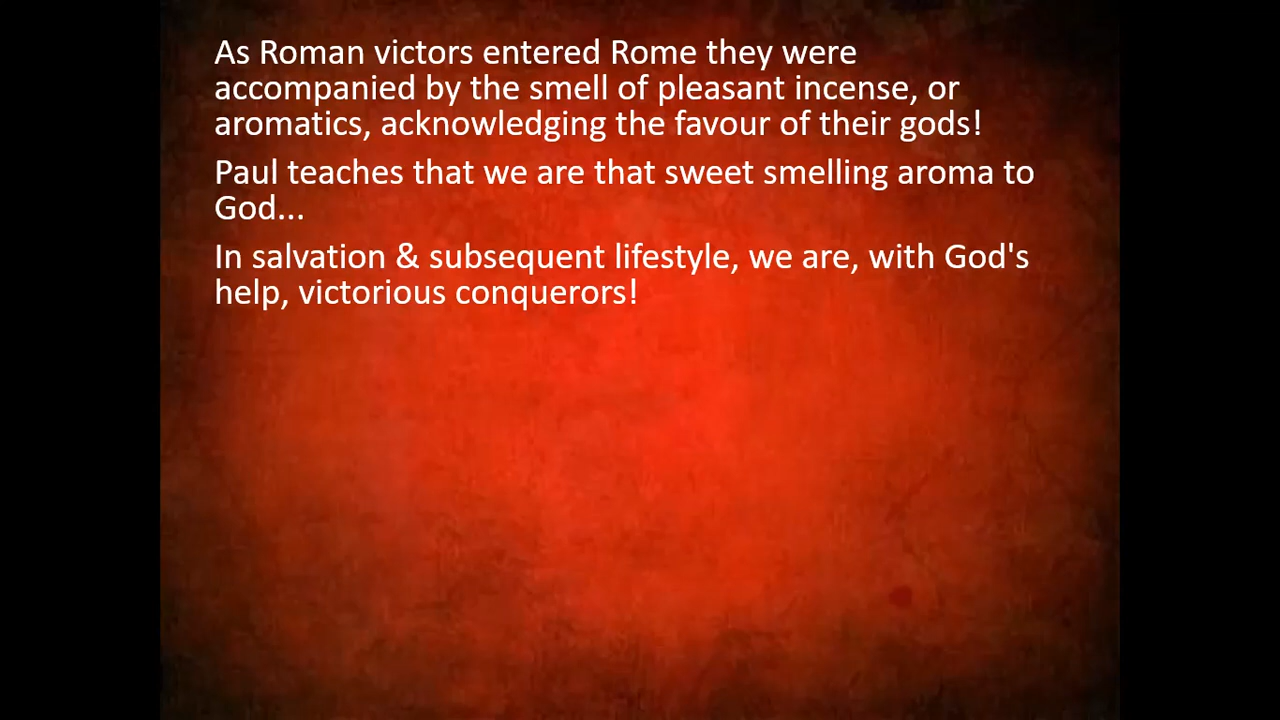 As Roman victors entered Rome they were
accompanied by the smell of pleasant incense, or
aromatics, acknowledging the favour of their gods!
Paul teaches that we are that sweet smelling aroma to
God...
In salvation & subsequent lifestyle, we are, with God's
help, victorious conquerors!